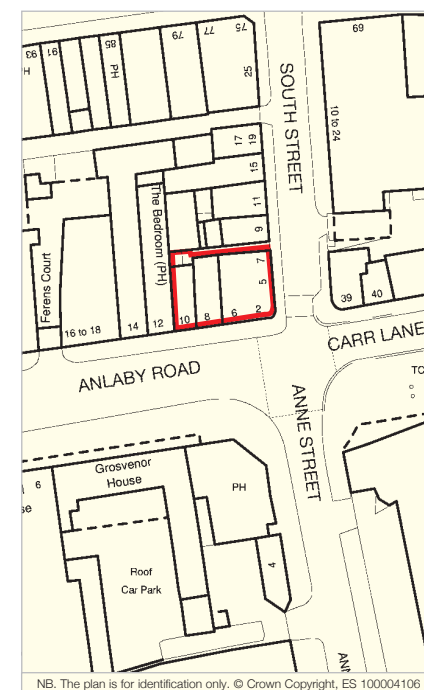 93
91
H
85
PH
79
77
75
25
69
SOUTH STREET
10 to 24
17
19
15
11
9
The Bedroom (PH)
Ferens Court
7
5
16 to 18
14
12
10
8
6
2
39
40
CARR LANE
ANLABY ROAD
TO
ANNE STREET
Grosvenor
House
6
se
PH
4
Roof
Car Park
ANN
NB. The plan is for identification only. © Crown Copyright, ES 100004106